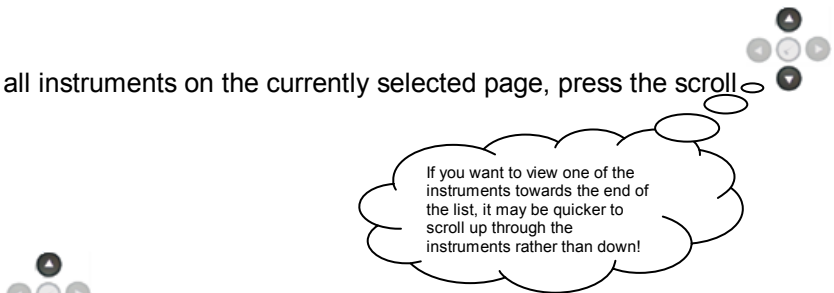 all instruments on the currently selected page, press the scroll
If you want to view one of the
instruments towards the end of
the list, it may be quicker to
scroll up through the
instruments rather than down!